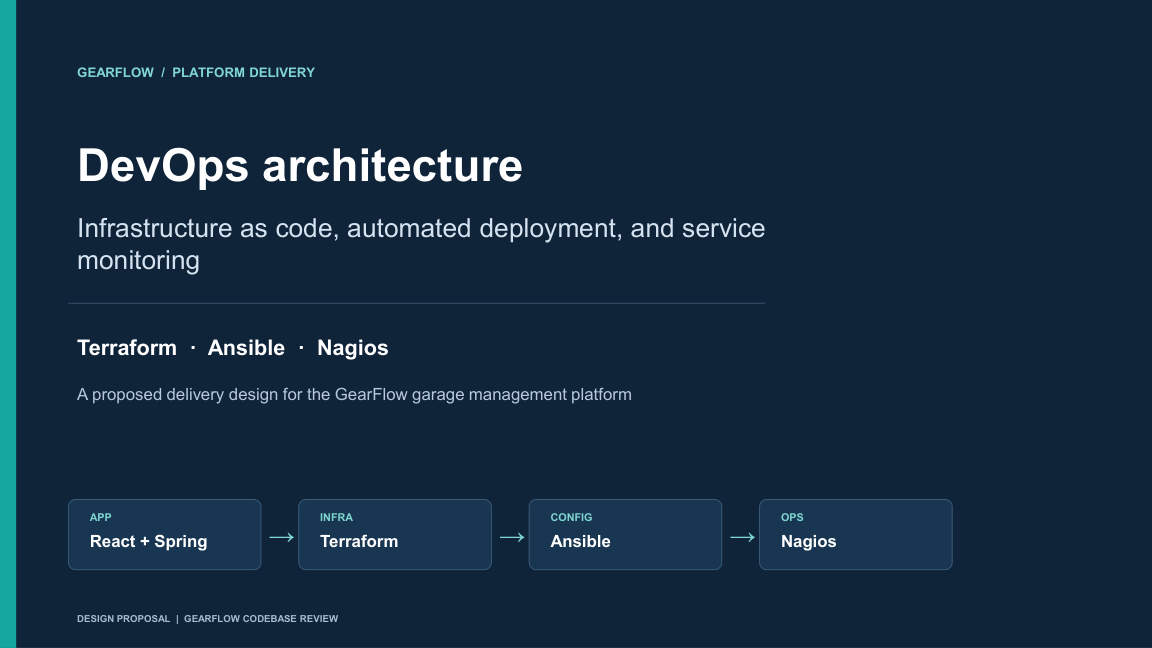 GEARFLOW / PLATFORM DELIVERY
DevOps architecture
Infrastructure as code, automated deployment, and service
monitoring
Terraform · Ansible · Nagios
A proposed delivery design for the GearFlow garage management platform
APP
React + Spring
→
INFRA
Terraform
→
CONFIG
Ansible
→
OPS
Nagios
DESIGN PROPOSAL | GEARFLOW CODEBASE REVIEW